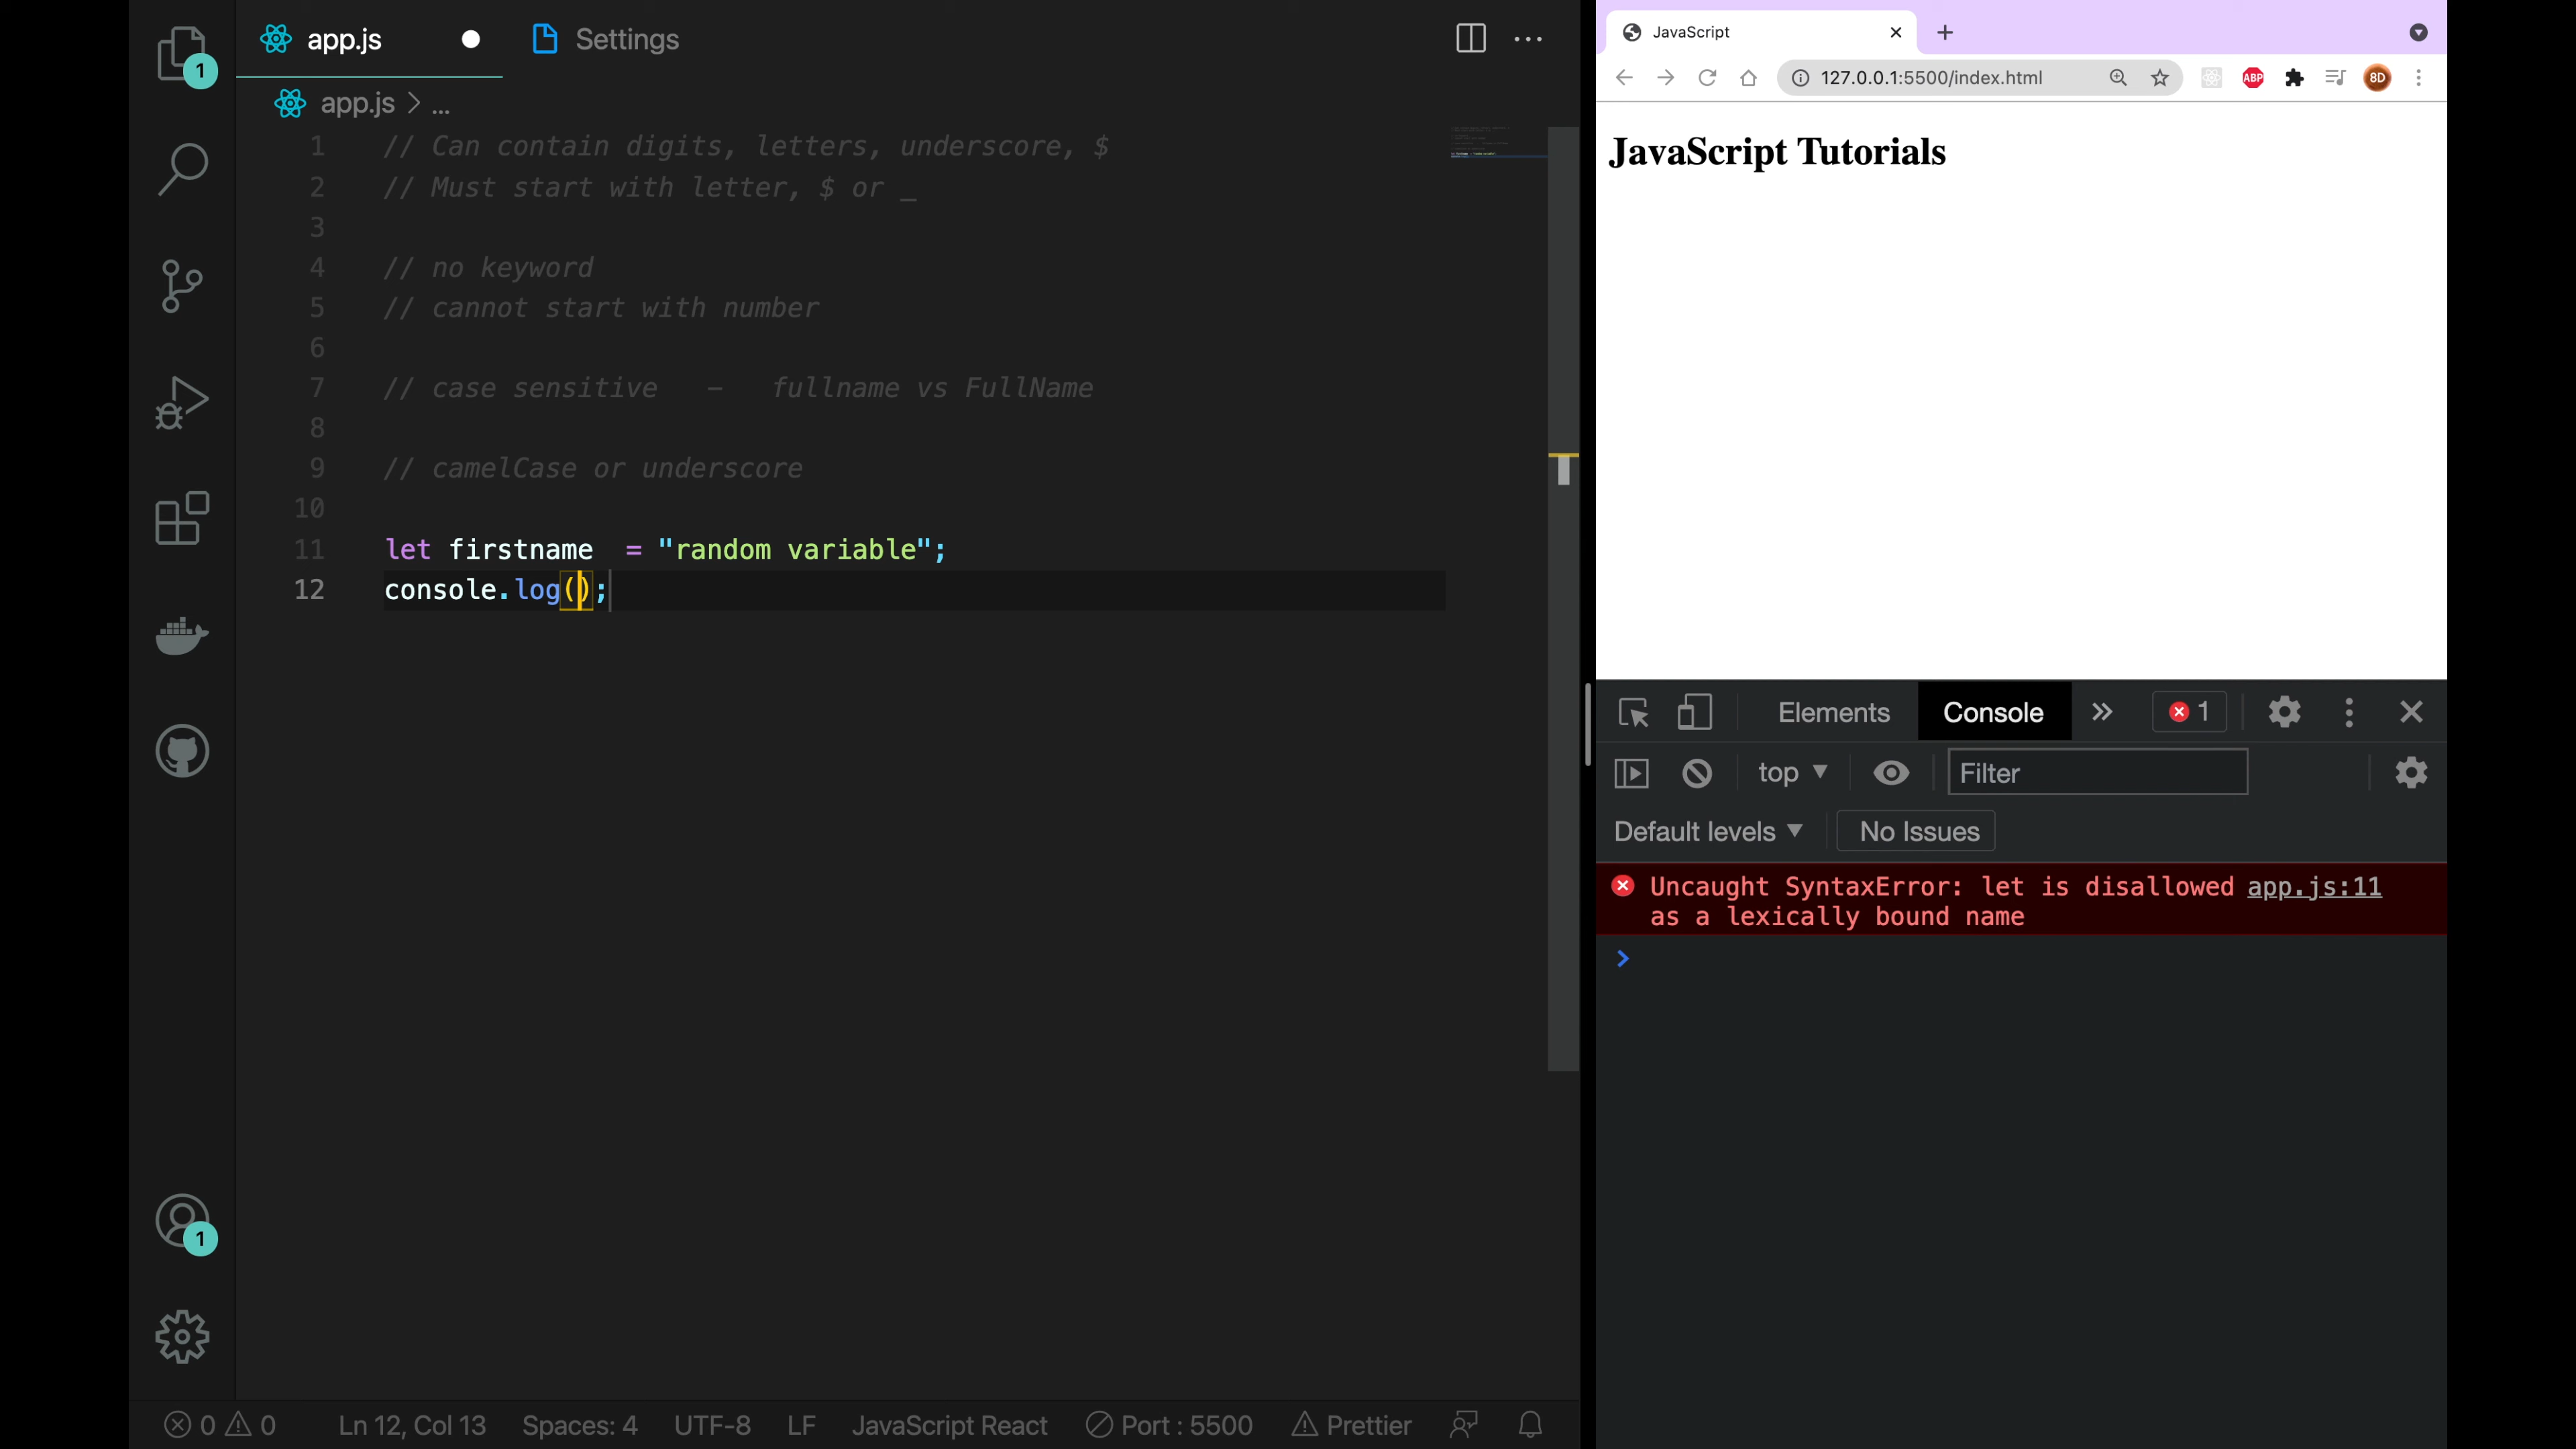 app.js
Settings
1
app.js > ...
1 // Can contain digits, letters, underscore, $
2 // Must start with letter, $ or _
3
4 // no keyword
5 // cannot start with number
6
7 // case sensitive   -   fullname vs FullName
8
9 // camelCase or underscore
10
11 let firstname  = "random variable";
12 console.log();
1
0 0 Ln 12, Col 13 Spaces: 4 UTF-8 LF JavaScript React Port : 5500 Prettier
JavaScript
127.0.0.1:5500/index.html ABP 8D
JavaScript Tutorials
Elements Console 1
top Filter
Default levels No Issues
Uncaught SyntaxError: let is disallowed app.js:11
as a lexically bound name